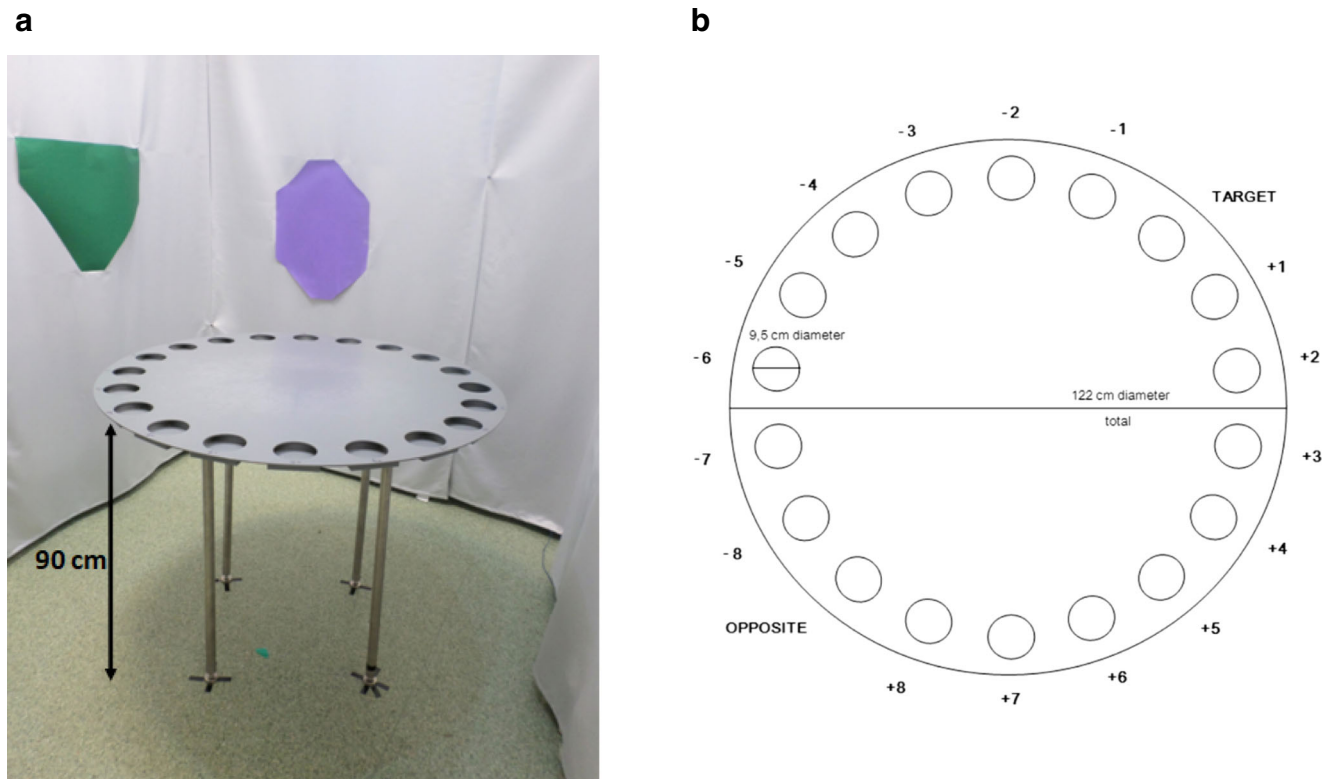 a
90 cm
b
-2
-3
-1
-4
TARGET
-5
+1
9,5 cm diameter
-6
+2
122 cm diameter
total
-7
+3
-8
+4
OPPOSITE
+5
+8
+6
+7